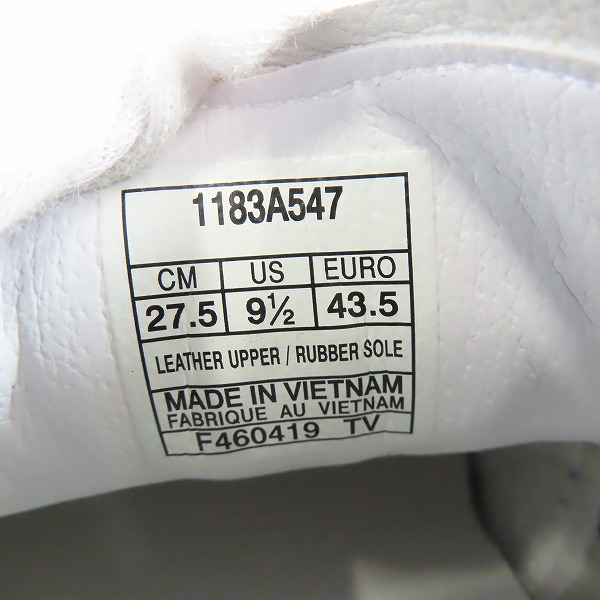 1183A547
CM US EURO
27.5 9½ 43.5
LEATHER UPPER / RUBBER SOLE
MADE IN VIETNAM
FABRIQUE AU VIETNAM
F460419 TV